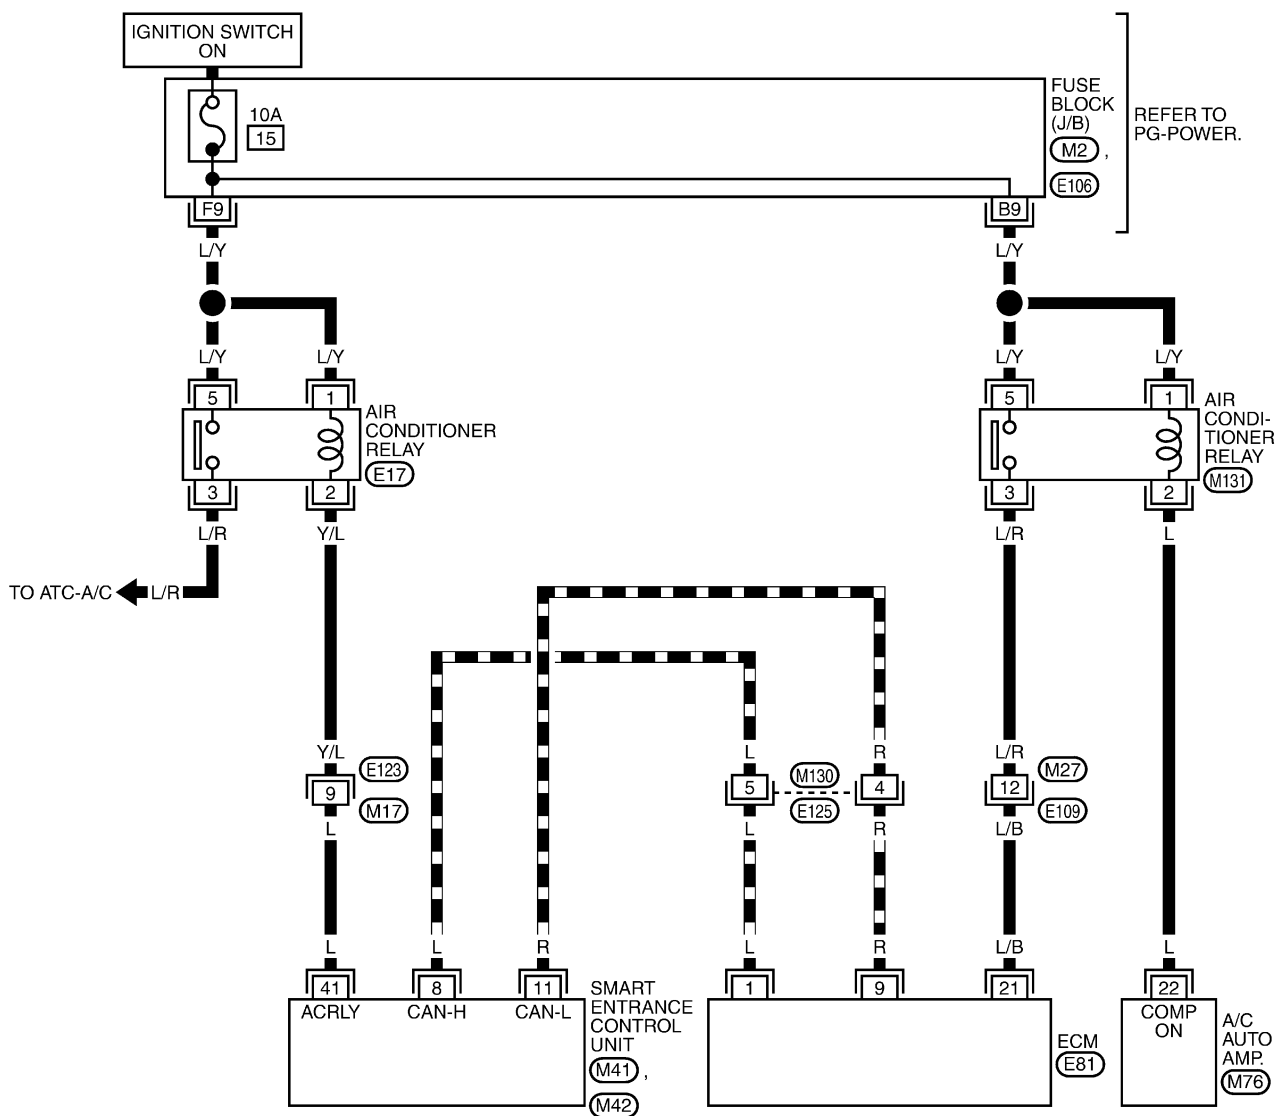 IGNITION SWITCH
ON
10A
15
FUSE
BLOCK
(J/B)
M2 ,
E106
REFER TO
PG-POWER.
F9
B9
L/Y
L/Y
L/Y
L/Y
L/Y
L/Y
5
1
5
1
AIR
CONDITIONER
RELAY
E17
AIR
CONDI-
TIONER
RELAY
M131
3
2
3
2
L/R
Y/L
L/R
L
TO ATC-A/C
L/R
Y/L
L
R
L/R
9
E123
M17
5
M130
E125
4
12
M27
E109
L
L
R
L/B
L
L
R
L
R
L/B
L
41
8
11
1
9
21
22
ACRLY
CAN-H
CAN-L
SMART
ENTRANCE
CONTROL
UNIT
M41 ,
M42
ECM
E81
COMP
ON
A/C
AUTO
AMP.
M76